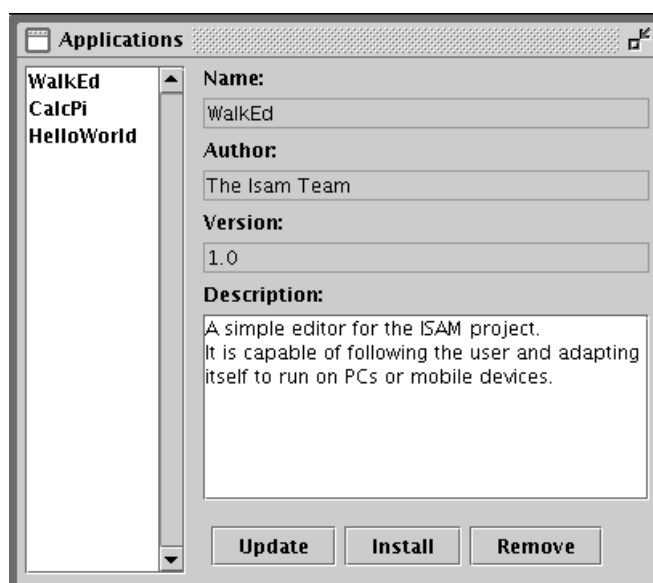 Applications
WalkEd
CalcPi
HelloWorld
Name:
WalkEd
Author:
The Isam Team
Version:
1.0
Description:
A simple editor for the ISAM project.
It is capable of following the user and adapting
itself to run on PCs or mobile devices.
Update Install Remove